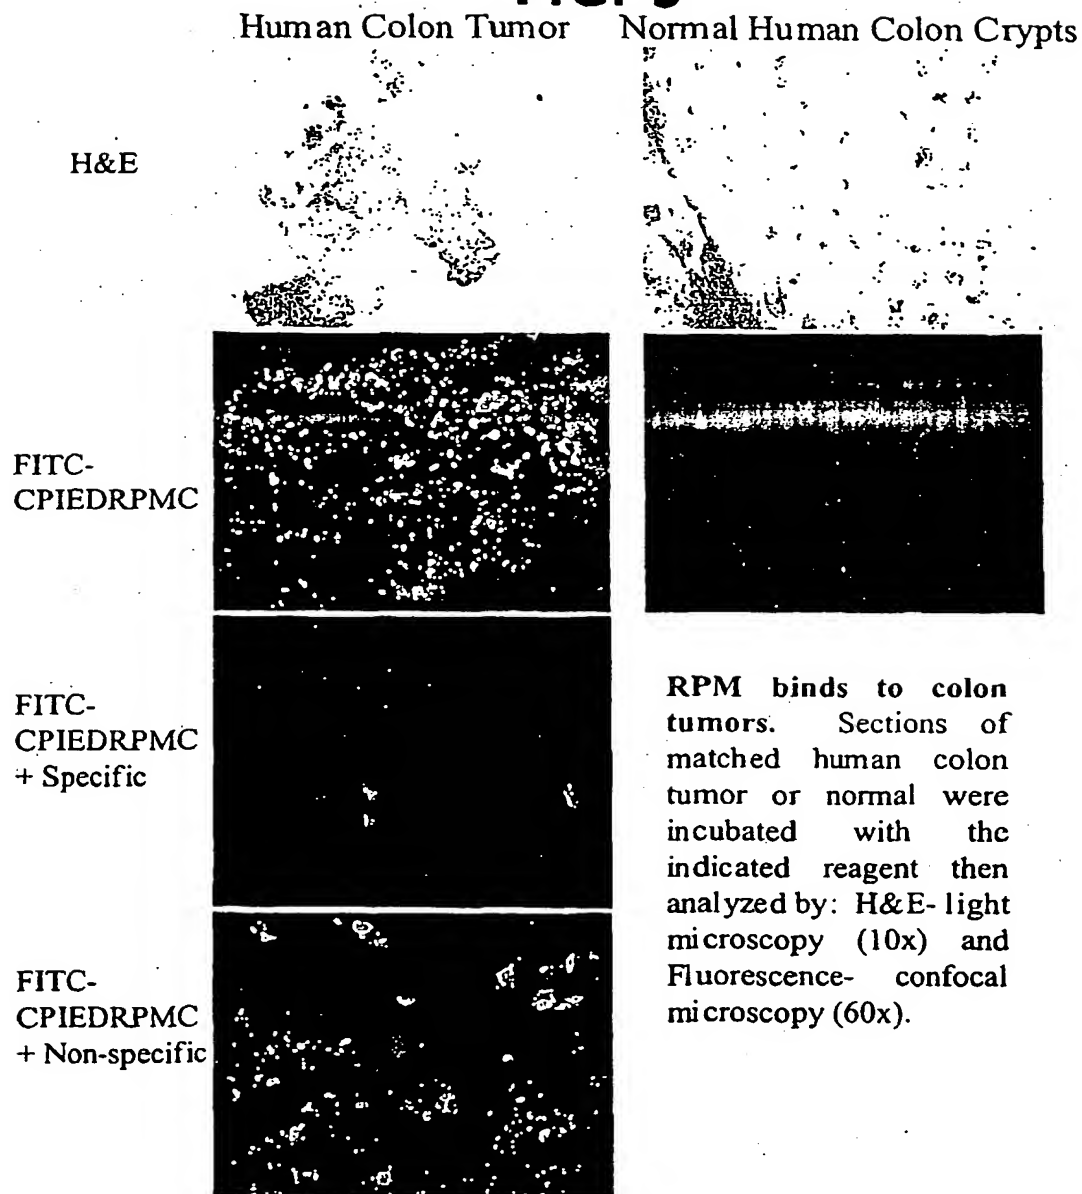 Human Colon Tumor
Normal Human Colon Crypts
H&E
FITC-
CPIEDRPMC
FITC-
CPIEDRPMC
+ Specific
FITC-
CPIEDRPMC
+ Non-specific
RPM binds to colon
tumors. Sections of
matched human colon
tumor or normal were
incubated with the
indicated reagent then
analyzed by: H&E- light
microscopy (10x) and
Fluorescence- confocal
microscopy (60x).